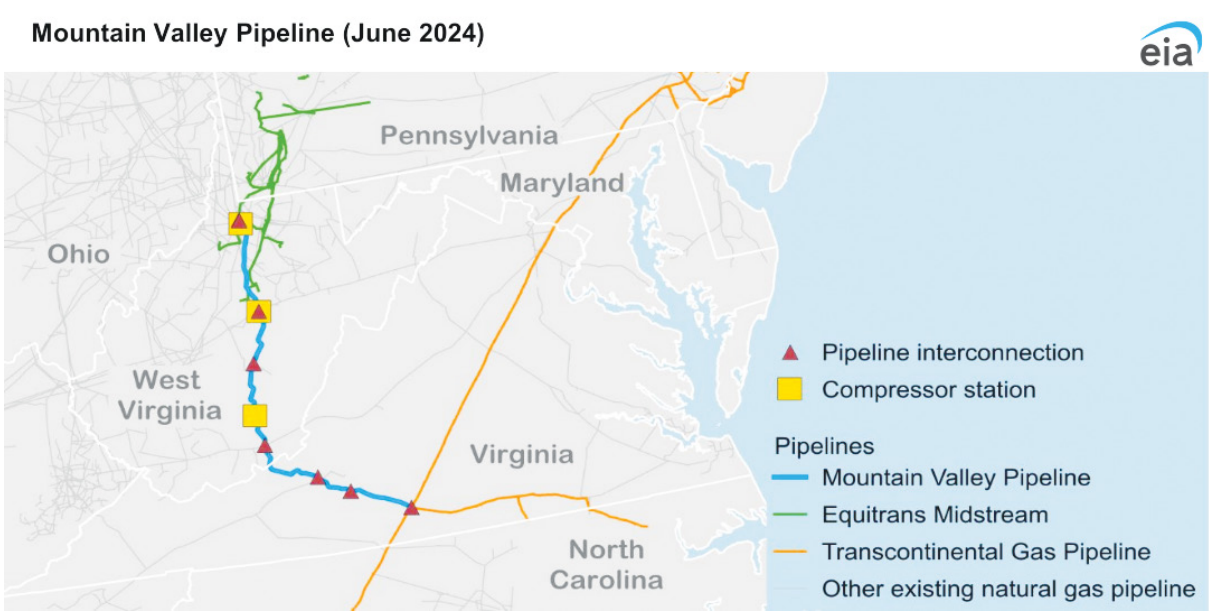 Mountain Valley Pipeline (June 2024)
eia
Pennsylvania
Maryland
Ohio
West
Virginia
Virginia
North
Carolina
Pipeline interconnection
Compressor station
Pipelines
Mountain Valley Pipeline
Equitrans Midstream
Transcontinental Gas Pipeline
Other existing natural gas pipeline